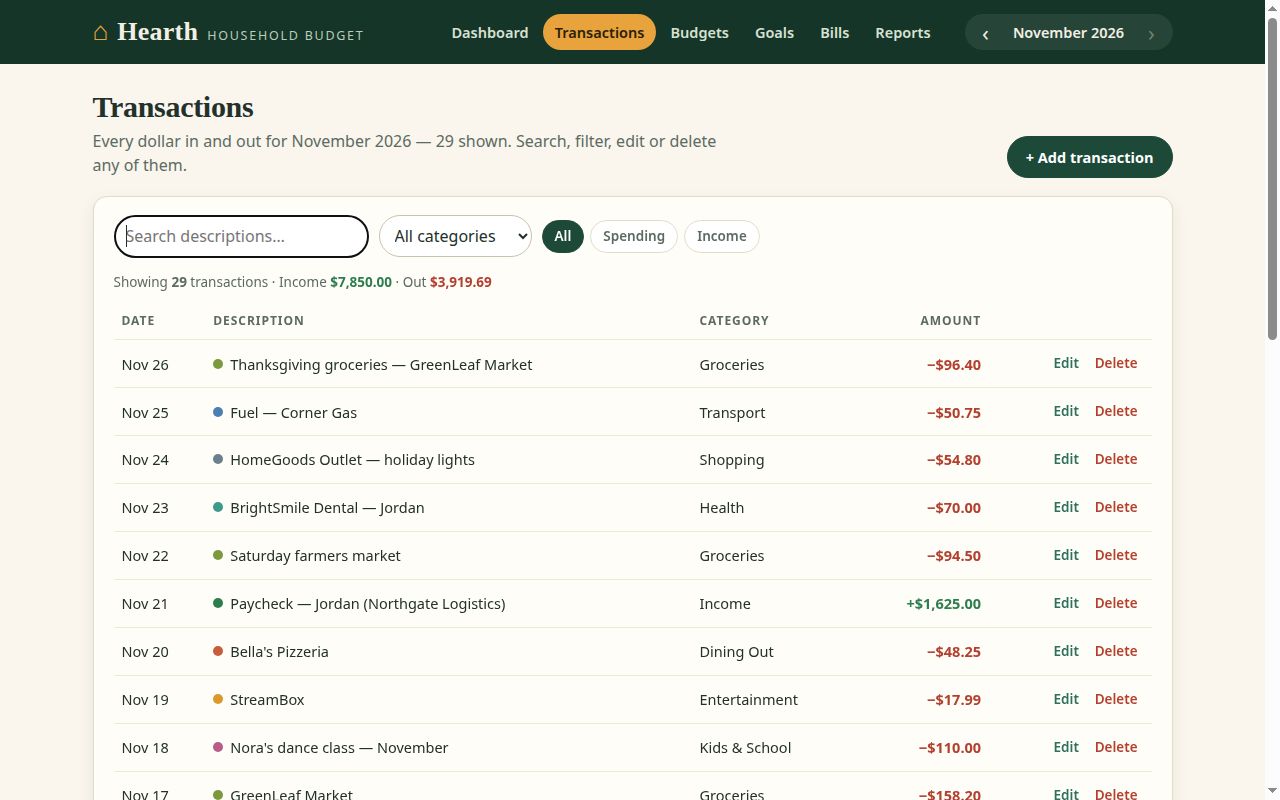 ⌂ Hearth HOUSEHOLD BUDGET Dashboard Transactions Budgets Goals Bills Reports ‹ November 2026 ›
Transactions
Every dollar in and out for November 2026 — 29 shown. Search, filter, edit or delete
any of them.
+ Add transaction
Search descriptions... All categories All Spending Income
Showing 29 transactions · Income $7,850.00 · Out $3,919.69
DATE DESCRIPTION CATEGORY AMOUNT
Nov 26 Thanksgiving groceries — GreenLeaf Market Groceries −$96.40 Edit Delete
Nov 25 Fuel — Corner Gas Transport −$50.75 Edit Delete
Nov 24 HomeGoods Outlet — holiday lights Shopping −$54.80 Edit Delete
Nov 23 BrightSmile Dental — Jordan Health −$70.00 Edit Delete
Nov 22 Saturday farmers market Groceries −$94.50 Edit Delete
Nov 21 Paycheck — Jordan (Northgate Logistics) Income +$1,625.00 Edit Delete
Nov 20 Bella's Pizzeria Dining Out −$48.25 Edit Delete
Nov 19 StreamBox Entertainment −$17.99 Edit Delete
Nov 18 Nora's dance class — November Kids & School −$110.00 Edit Delete
Nov 17 GreenLeaf Market Groceries −$158.20 Edit Delete